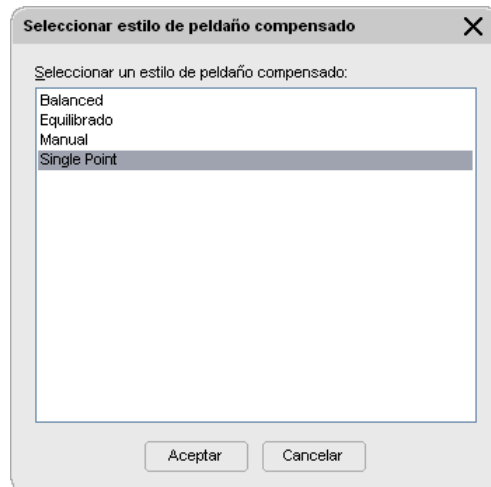 Seleccionar estilo de peldaño compensado
Seleccionar un estilo de peldaño compensado:
Balanced
Equilibrado
Manual
Single Point
Aceptar
Cancelar